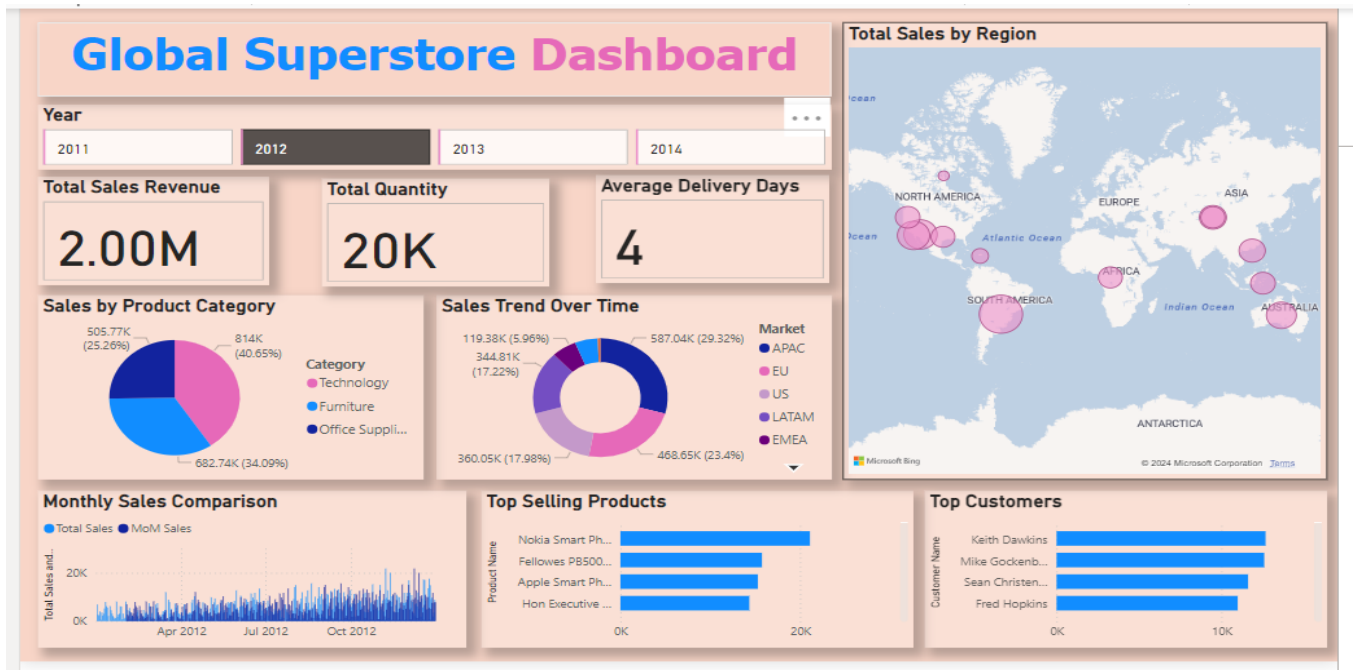 Global Superstore Dashboard
Year
2011
2012
2013
2014
Total Sales Revenue
2.00M
Total Quantity
20K
Average Delivery Days
4
Total Sales by Region
cean
NORTH AMERICA
EUROPE
ASIA
cean
Atlantic Ocean
AFRICA
SOUTH AMERICA
Indian Ocean
AUSTRALIA
ANTARCTICA
Microsoft Bing
© 2024 Microsoft Corporation Terms
Sales by Product Category
505.77K
(25.26%)
814K
(40.65%)
682.74K (34.09%)
Category
Technology
Furniture
Office Suppli...
Sales Trend Over Time
119.38K (5.96%)
344.81K
(17.22%)
360.05K (17.98%)
587.04K (29.32%)
468.65K (23.4%)
Market
APAC
EU
US
LATAM
EMEA
Monthly Sales Comparison
Total Sales MoM Sales
Total Sales and...
20K
0K
Apr 2012 Jul 2012 Oct 2012
Top Selling Products
Product Name
Nokia Smart Ph...
Fellowes PB500...
Apple Smart Ph...
Hon Executive ...
0K 20K
Top Customers
Customer Name
Keith Dawkins
Mike Gockenb...
Sean Christen...
Fred Hopkins
0K 10K